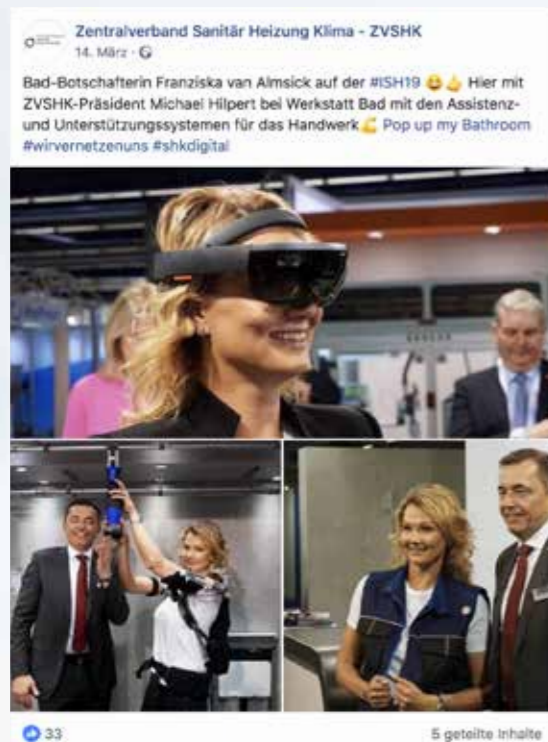 Zentralverband Sanitär Heizung Klima - ZVSHK
14. März ·
Bad-Botschafterin Franziska van Almsick auf der #ISH19 😃👍 Hier mit
ZVSHK-Präsident Michael Hilpert bei Werkstatt Bad mit den Assistenz-
und Unterstützungssystemen für das Handwerk💪 Pop up my Bathroom
#wirvernetzenuns #shkdigital
33
5 geteilte Inhalte